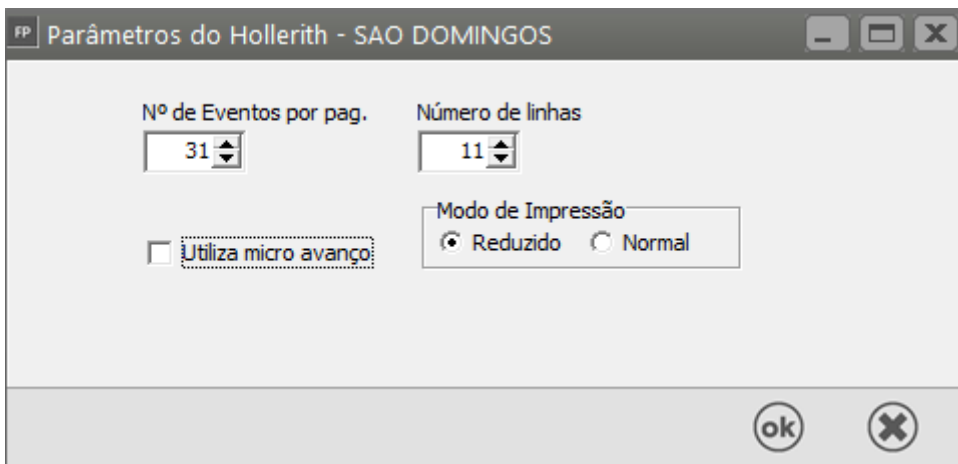 FP Parâmetros do Hollerith - SAO DOMINGOS
Nº de Eventos por pag. Número de linhas
31 11
Modo de Impressão
Utiliza micro avanço Reduzido Normal
ok